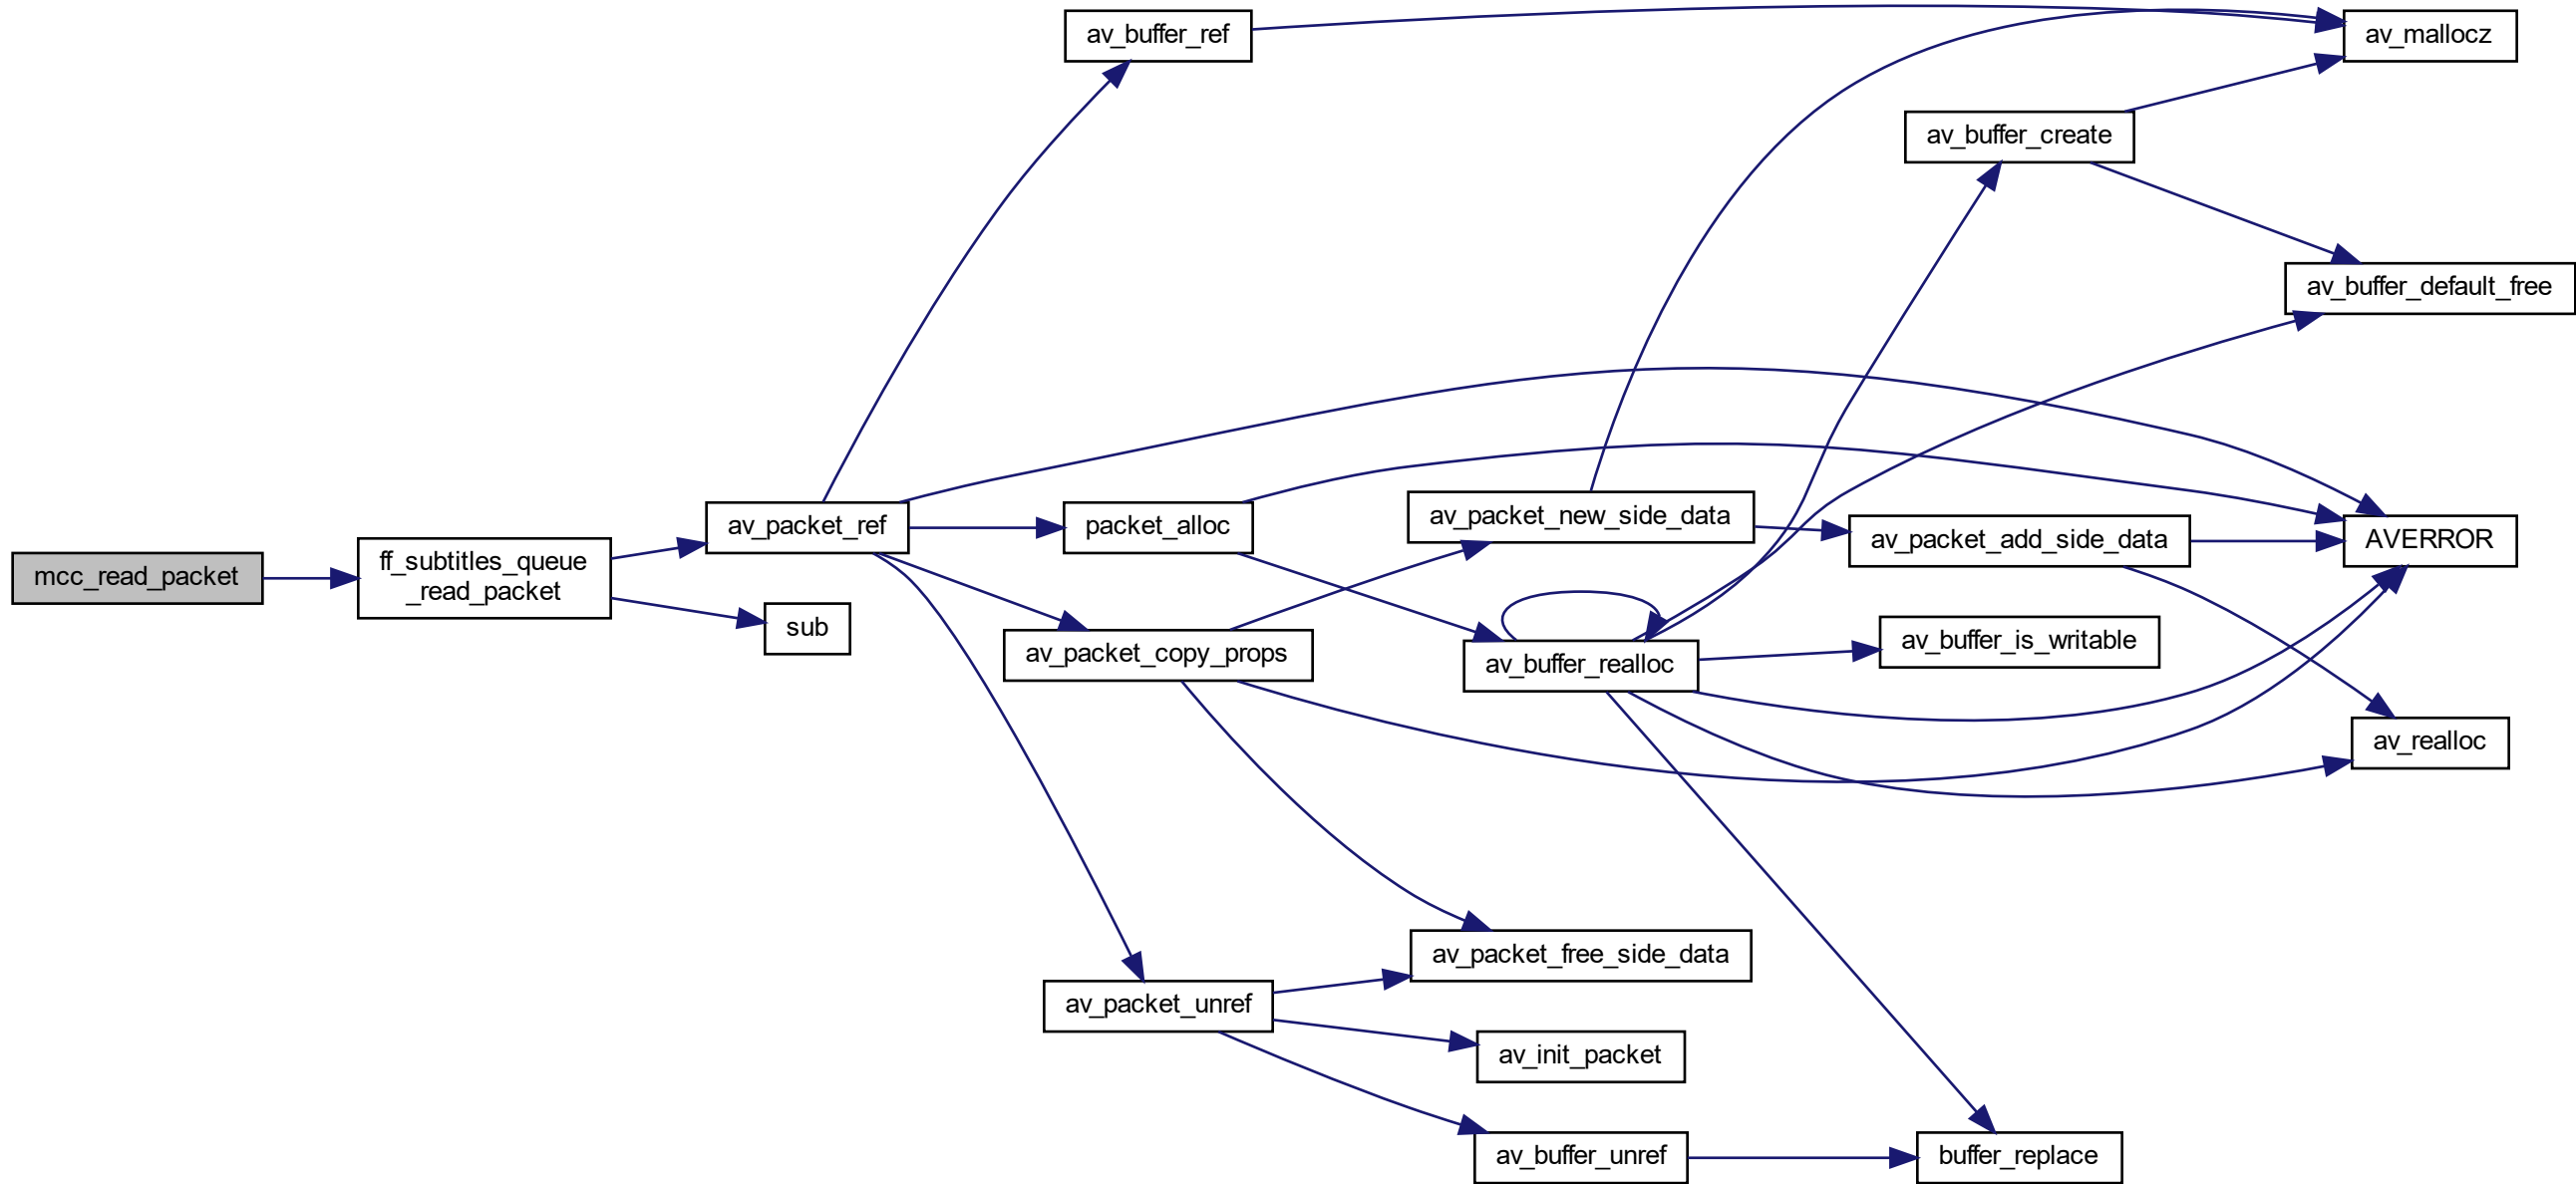 mcc_read_packet
ff_subtitles_queue
_read_packet
av_packet_ref
sub
av_buffer_ref
packet_alloc
av_packet_copy_props
av_packet_unref
av_packet_new_side_data
av_buffer_realloc
av_packet_free_side_data
av_init_packet
av_buffer_unref
av_buffer_create
av_packet_add_side_data
av_buffer_is_writable
buffer_replace
av_mallocz
av_buffer_default_free
AVERROR
av_realloc